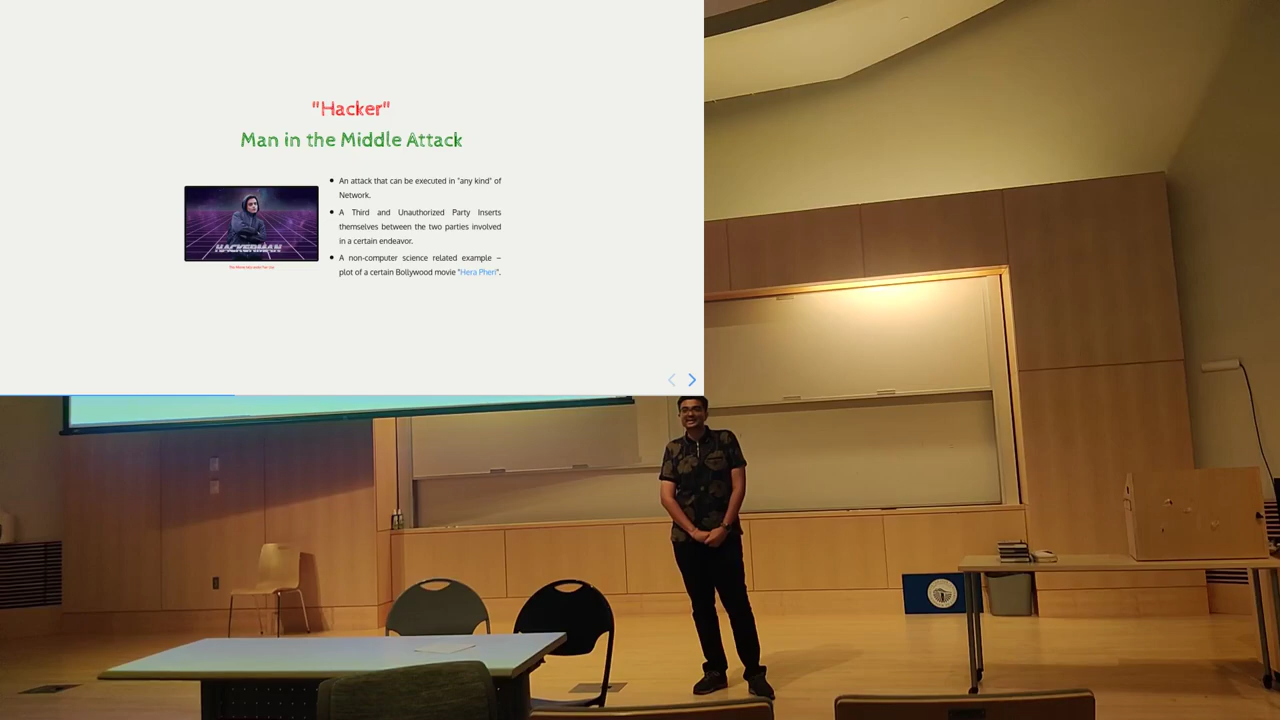 "Hacker"
Man in the Middle Attack
An attack that can be executed in "any kind" of
Network.
A Third and Unauthorized Party Inserts
themselves between the two parties involved
in a certain endeavor.
A non-computer science related example –
plot of a certain Bollywood movie "Hera Pheri".
HACKERMAN